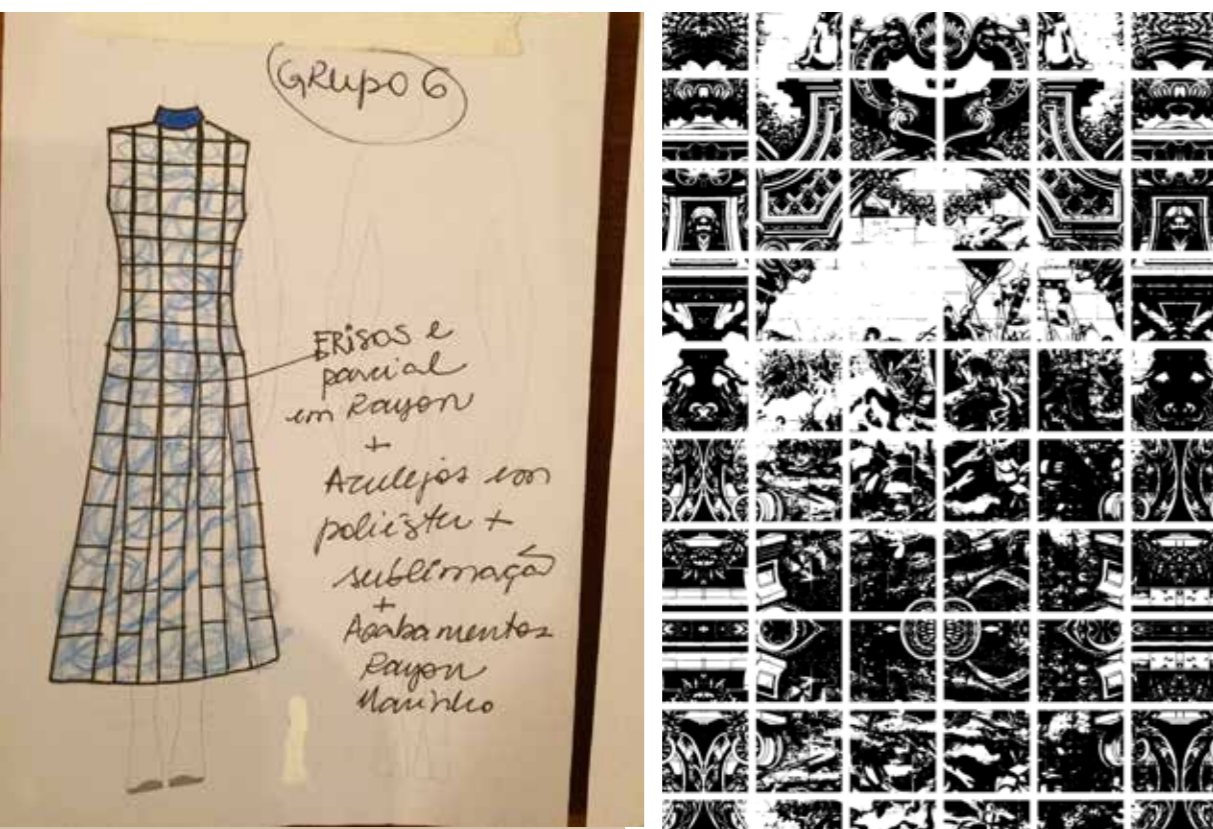 GRupo 6
FRisos e
parcial
em Rayon
+
Azulejos em
poliéster +
sublimação
+
Acabamentos
Rayon
Marinho